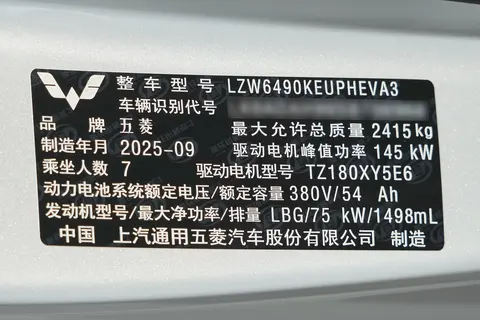 整车型号 LZW6490KEUPHEVA3
车辆识别代号
品牌 五菱 最大允许总质量 2415kg
制造年月 2025-09 驱动电机峰值功率 145 kW
乘坐人数 7 驱动电机型号 TZ180XY5E6
动力电池系统额定电压/额定容量 380V/54 Ah
发动机型号/最大净功率/排量 LBG/75 kW/1498mL
中国 上汽通用五菱汽车股份有限公司 制造